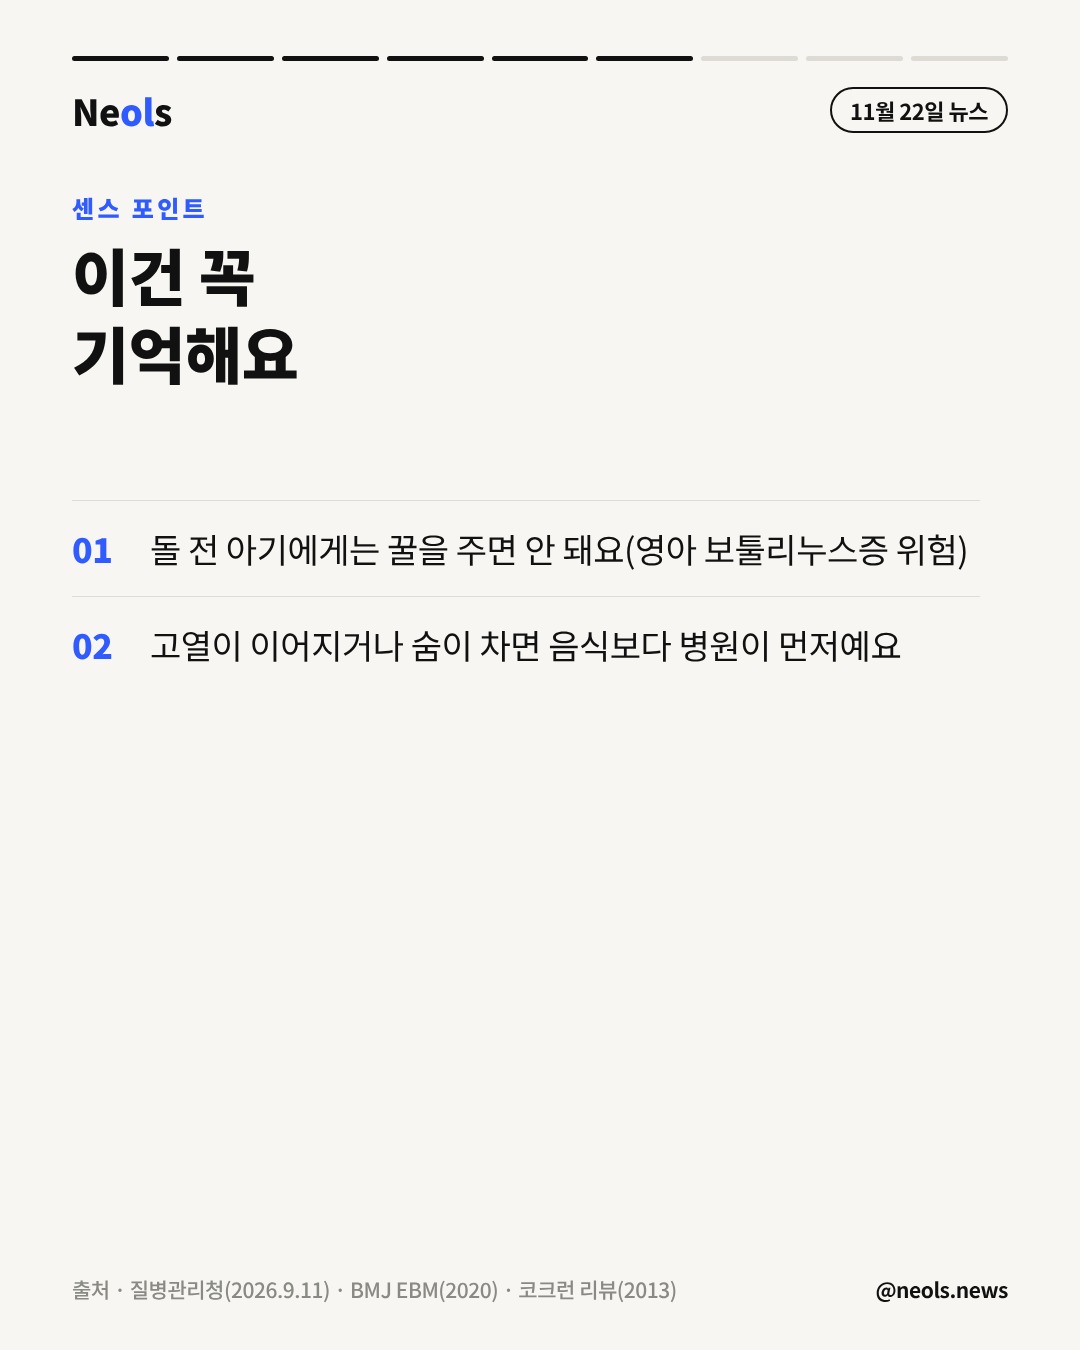 Neols
11월 22일 뉴스
센스 포인트
이건 꼭
기억해요
01 돌 전 아기에게는 꿀을 주면 안 돼요(영아 보툴리누스증 위험)
02 고열이 이어지거나 숨이 차면 음식보다 병원이 먼저예요
출처 · 질병관리청(2026.9.11) · BMJ EBM(2020) · 코크런 리뷰(2013)
@neols.news